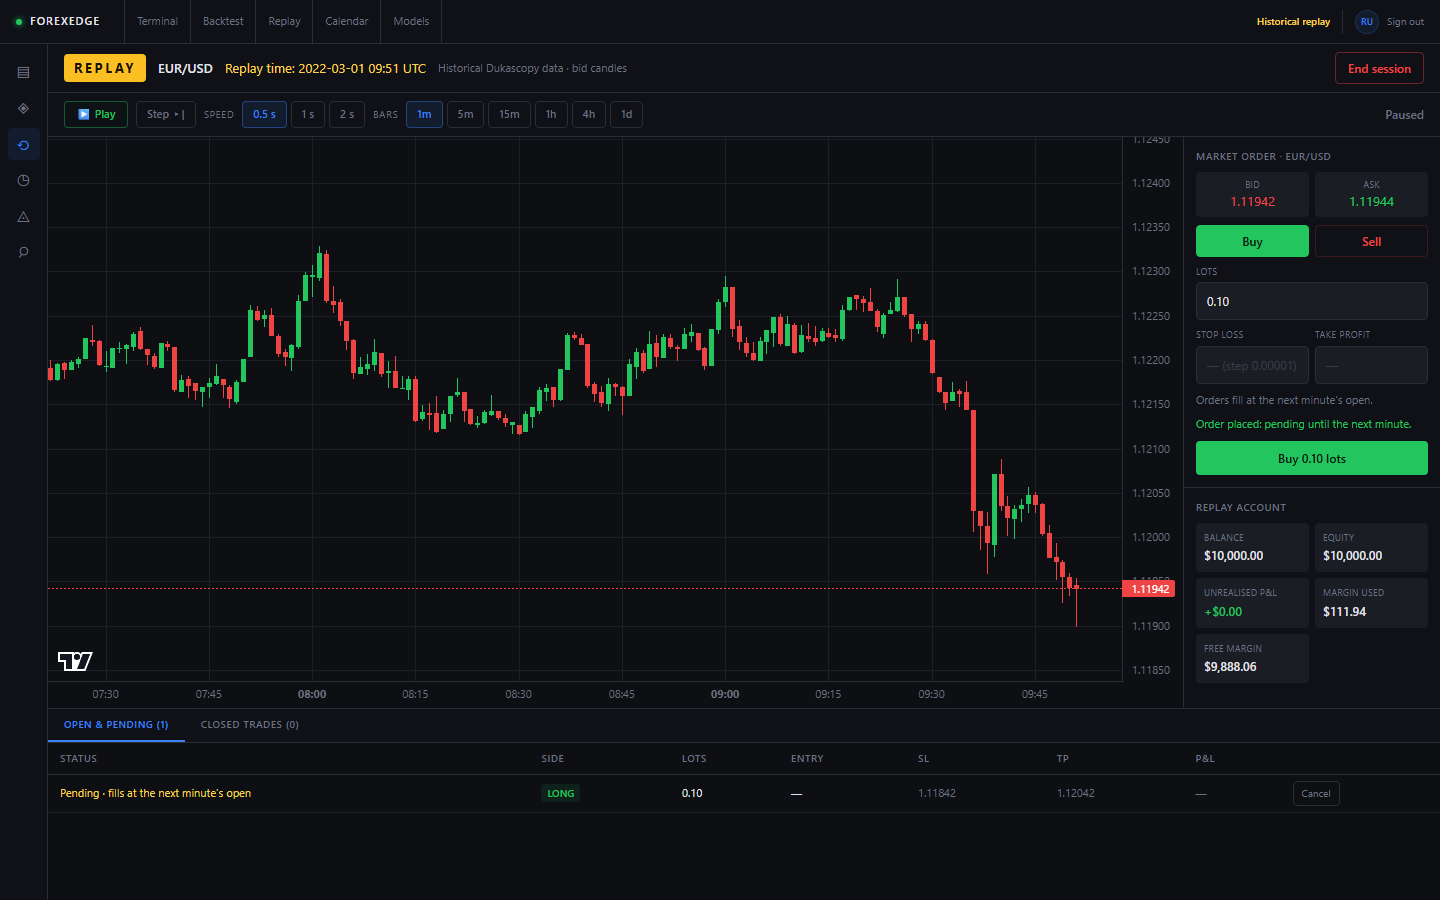 FOREXEDGE
Terminal
Backtest
Replay
Calendar
Models
Historical replay
RU
Sign out
REPLAY
EUR/USD
Replay time: 2022-03-01 09:51 UTC
Historical Dukascopy data · bid candles
End session
Play
Step
SPEED
0.5 s
1 s
2 s
BARS
1m
5m
15m
1h
4h
1d
Paused
1.12450
1.12400
1.12350
1.12300
1.12250
1.12200
1.12150
1.12100
1.12050
1.12000
1.11950
1.11942
1.11900
1.11850
07:30
07:45
08:00
08:15
08:30
08:45
09:00
09:15
09:30
09:45
MARKET ORDER · EUR/USD
BID
1.11942
ASK
1.11944
Buy
Sell
LOTS
0.10
STOP LOSS
TAKE PROFIT
— (step 0.00001)
—
Orders fill at the next minute's open.
Order placed: pending until the next minute.
Buy 0.10 lots
REPLAY ACCOUNT
BALANCE
$10,000.00
EQUITY
$10,000.00
UNREALISED P&L
+$0.00
MARGIN USED
$111.94
FREE MARGIN
$9,888.06
OPEN & PENDING (1)
CLOSED TRADES (0)
STATUS SIDE LOTS ENTRY SL TP P&L
Pending · fills at the next minute's open LONG 0.10 — 1.11842 1.12042 — Cancel